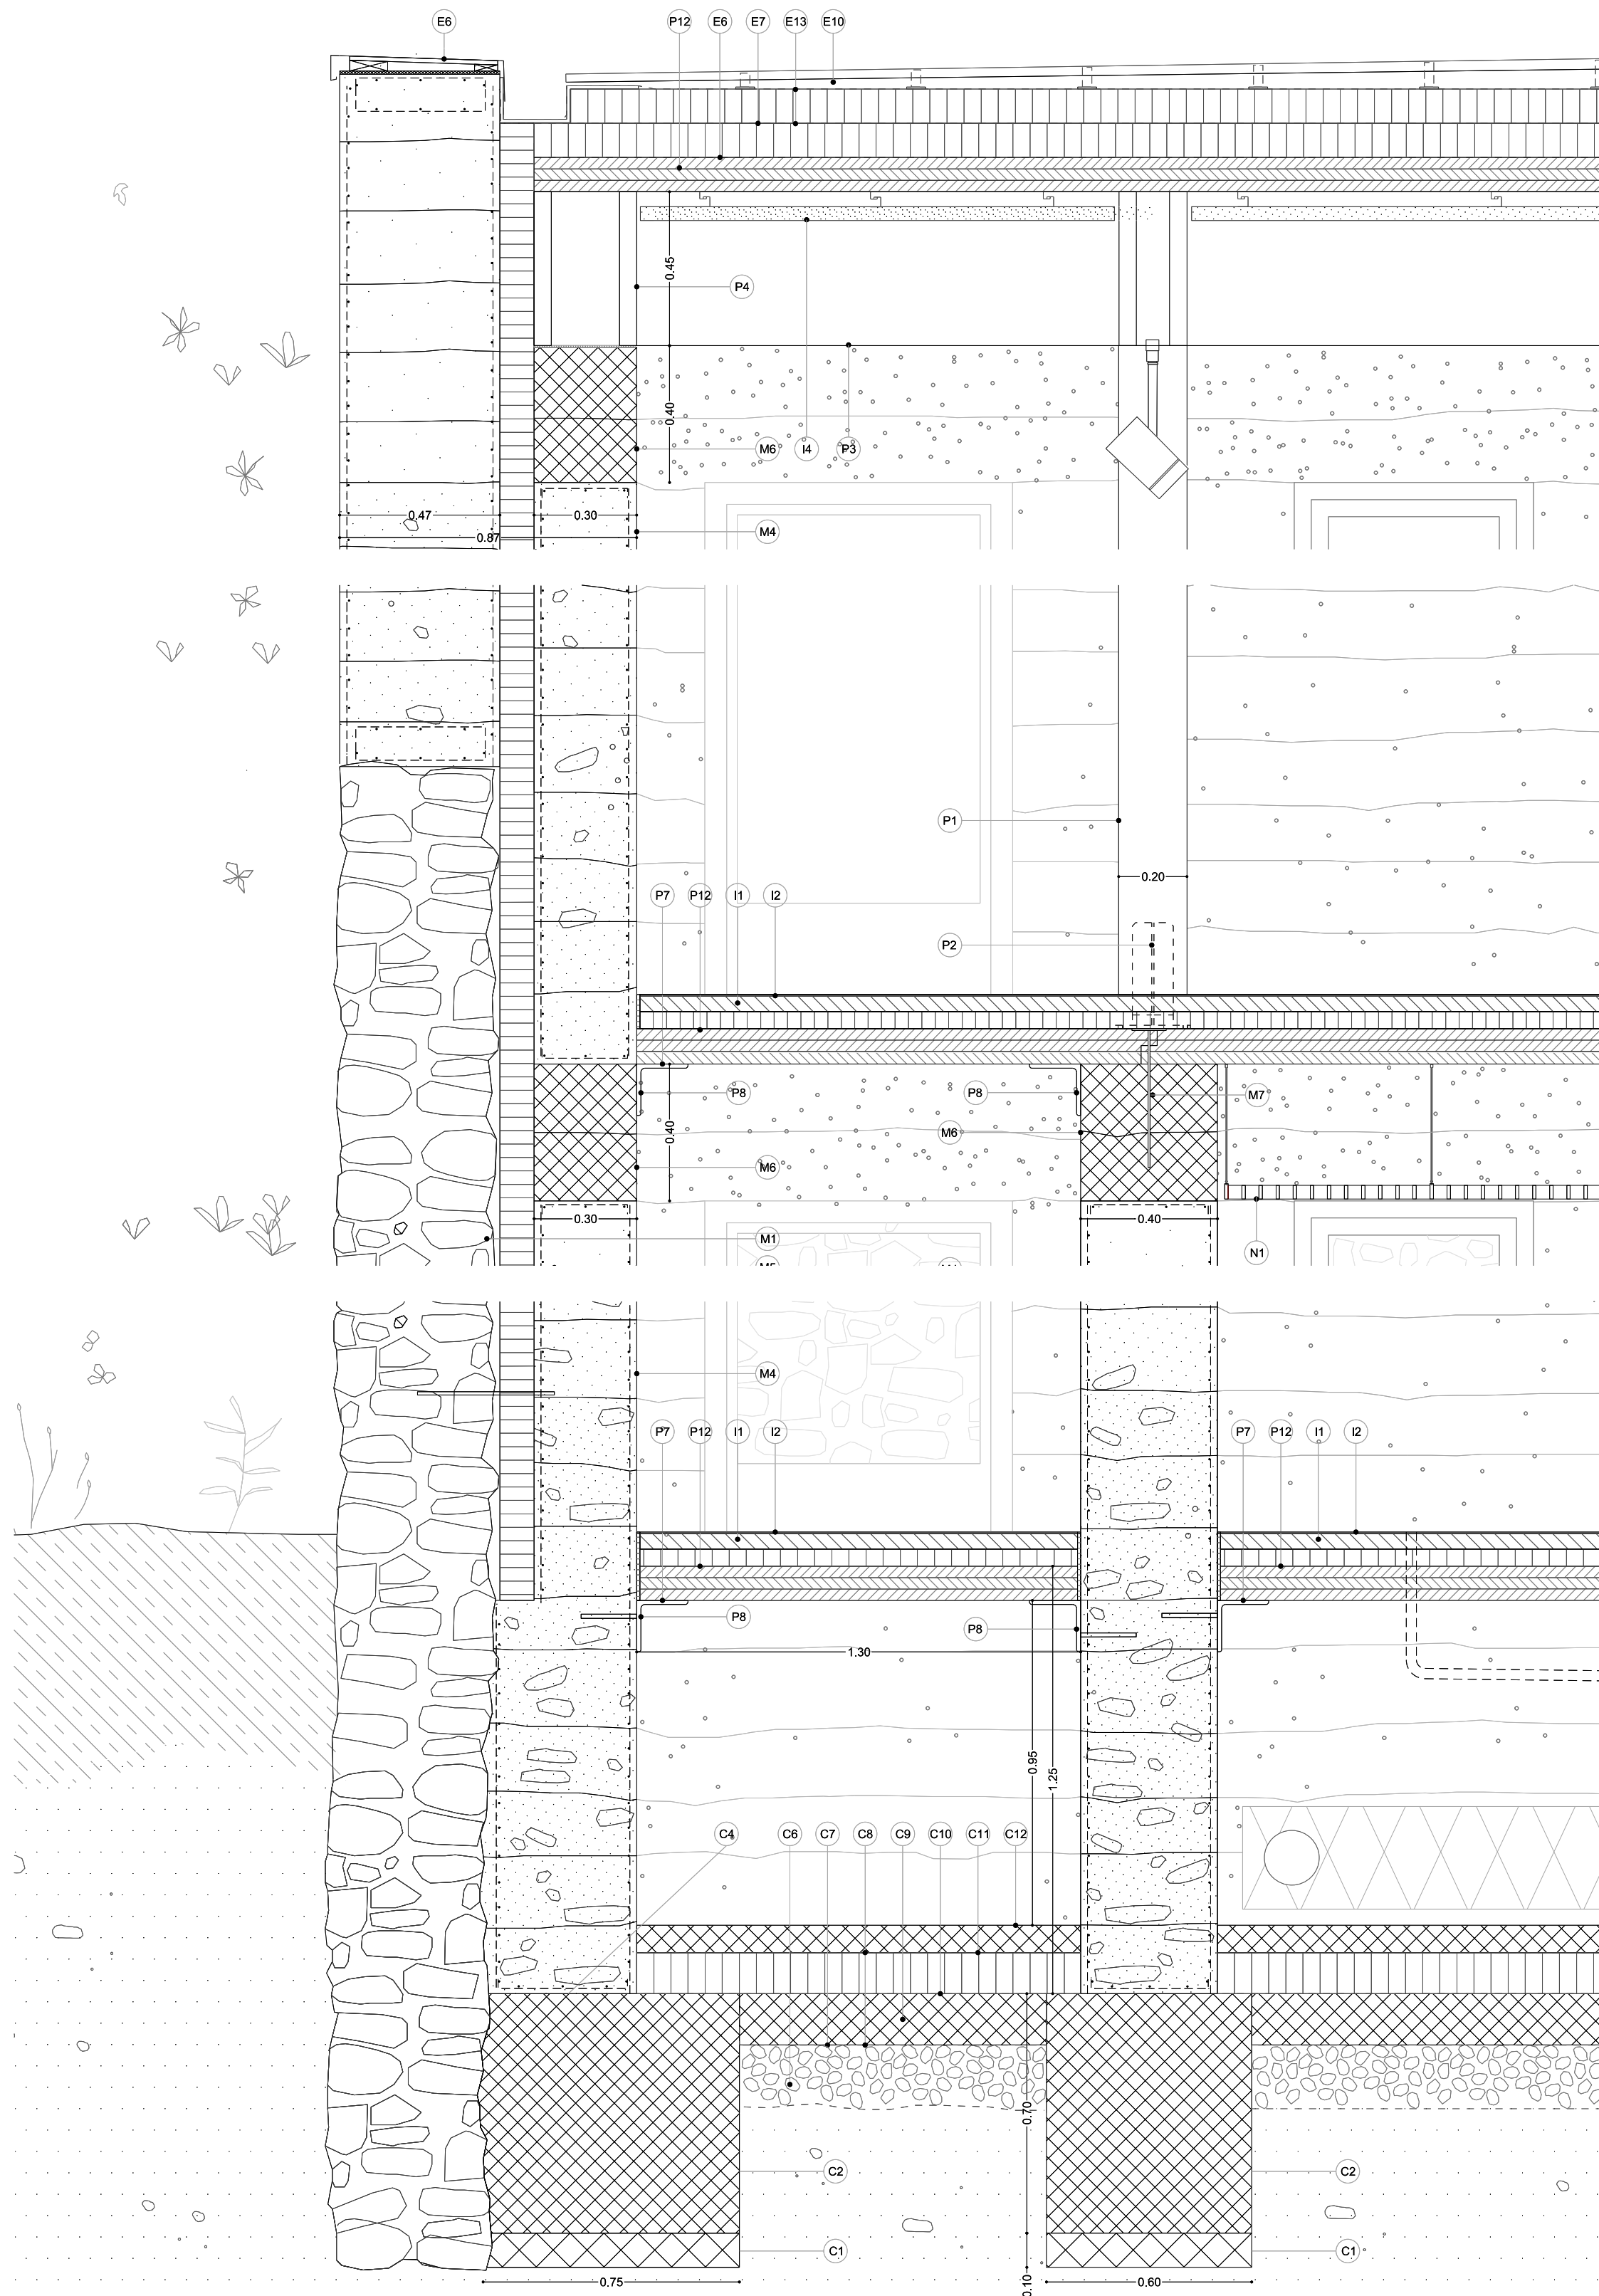 E6 P12 E6 E7 E13 E10
0.45
P4
0.40
M6 I4 P3
0.47 0.30
M4
0.87
P1
0.20
P7 P12 I1 I2
P2
P8 P8 M7
0.40
M6
M6
0.30 0.40
M1
N1
M4
P7 P12 I1 I2 P7 P12 I1 I2
P8 P8
1.30
0.95
1.25
C4 C6 C7 C8 C9 C10 C11 C12
0.70
C2 C2
C1 C1
0.75 0.10 0.60